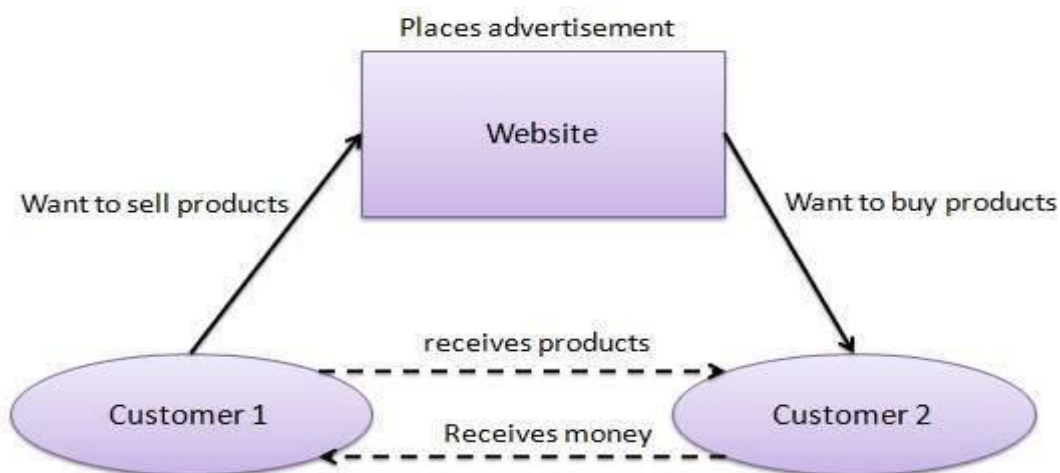 Places advertisement
Website
Want to sell products
Want to buy products
receives products
Customer 1
Customer 2
Receives money